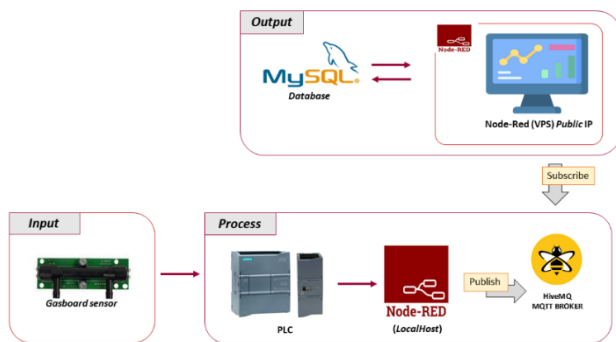 Output
Node-RED
MySQL®
Database
Node-Red (VPS) Public IP
Subscribe
Input
Process
Gasboard sensor
PLC
Node-RED
(LocalHost)
Publish
HiveMQ
MQTT BROKER